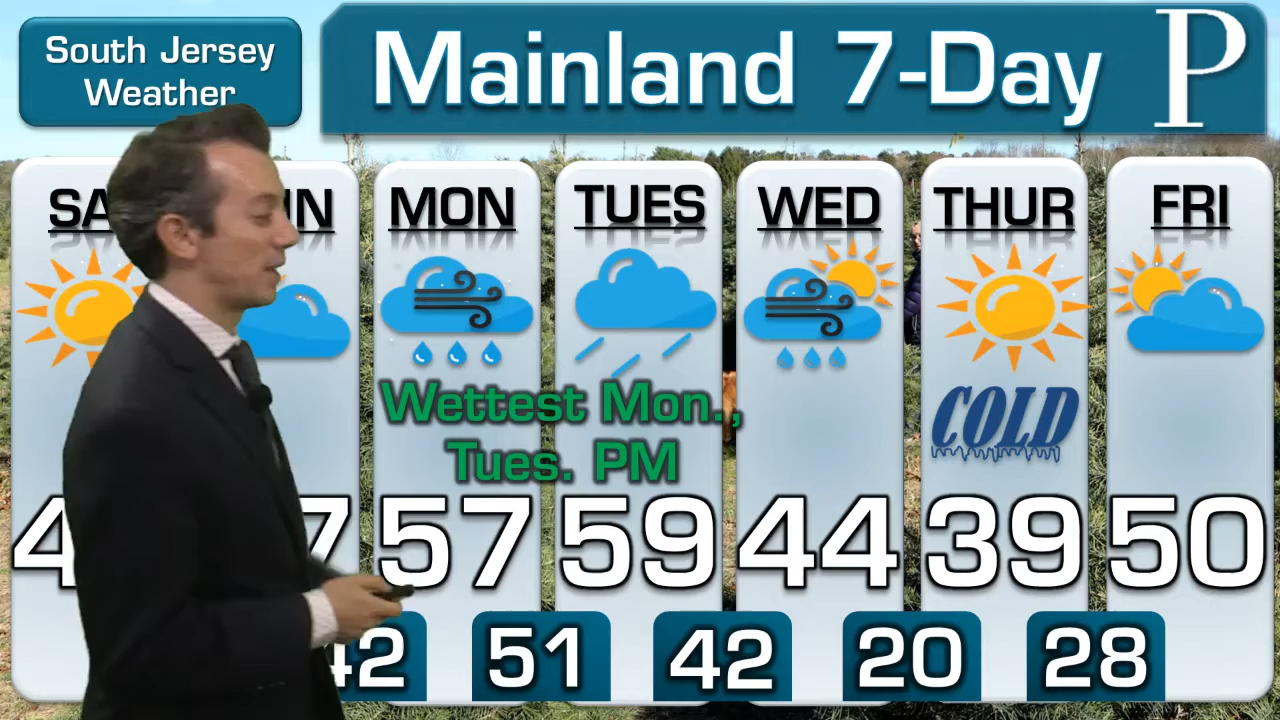 South Jersey
Weather
Mainland 7-Day P
MON TUES WED THUR FRI
COLD
Wettest Mon.,
Tues. PM
57 59 44 39 50
42 51 42 20 28